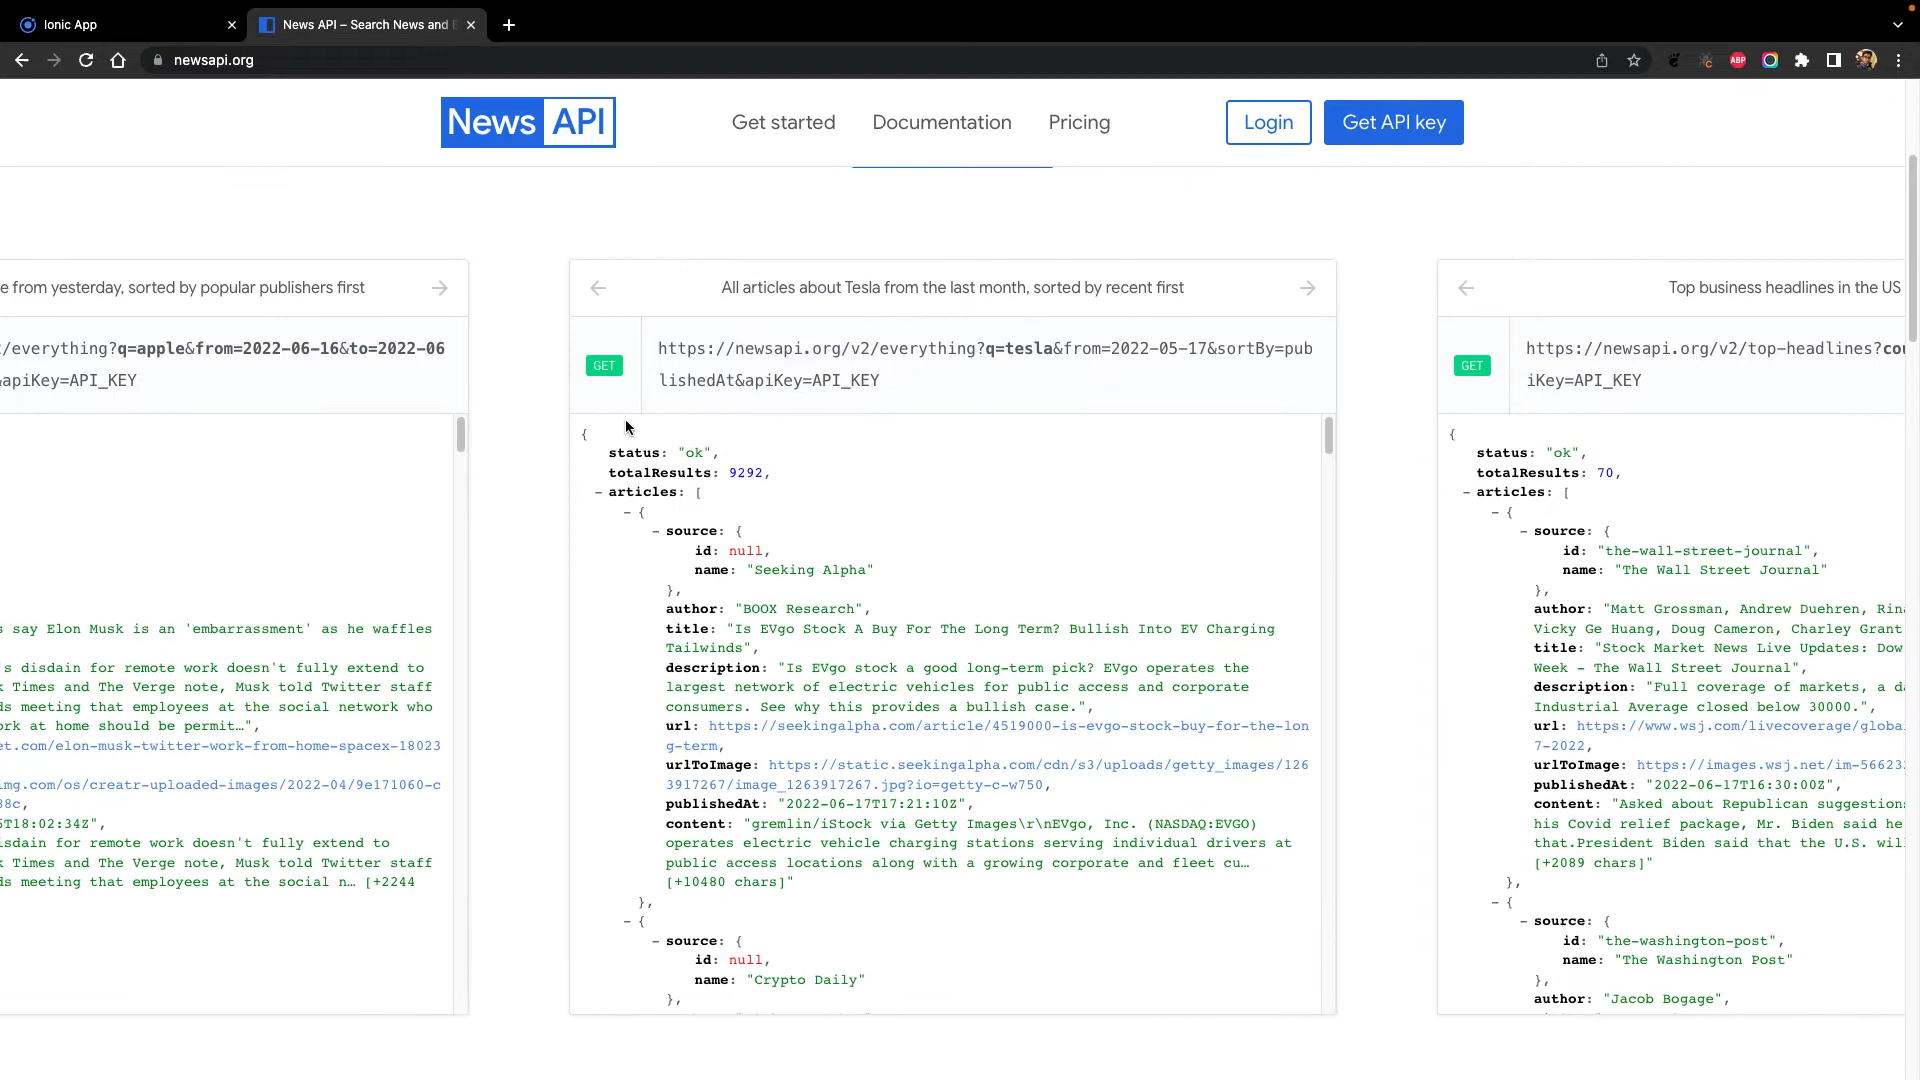 Ionic App
News API – Search News and B
newsapi.org
ABP
News API
Get started
Documentation
Pricing
Login
Get API key
e from yesterday, sorted by popular publishers first
/everything?q=apple&from=2022-06-16&to=2022-06
&apiKey=API_KEY
s say Elon Musk is an 'embarrassment' as he waffles
's disdain for remote work doesn't fully extend to
k Times and The Verge note, Musk told Twitter staff
ds meeting that employees at the social network who
ork at home should be permit…",
et.com/elon-musk-twitter-work-from-home-spacex-18023
img.com/os/creatr-uploaded-images/2022-04/9e171060-c
88c,
5T18:02:34Z",
disdain for remote work doesn't fully extend to
k Times and The Verge note, Musk told Twitter staff
ds meeting that employees at the social n… [+2244
All articles about Tesla from the last month, sorted by recent first
GET
https://newsapi.org/v2/everything?q=tesla&from=2022-05-17&sortBy=pub
lishedAt&apiKey=API_KEY
{
status: "ok",
totalResults: 9292,
– articles: [
– {
– source: {
id: null,
name: "Seeking Alpha"
},
author: "BOOX Research",
title: "Is EVgo Stock A Buy For The Long Term? Bullish Into EV Charging
Tailwinds",
description: "Is EVgo stock a good long-term pick? EVgo operates the
largest network of electric vehicles for public access and corporate
consumers. See why this provides a bullish case.",
url: https://seekingalpha.com/article/4519000-is-evgo-stock-buy-for-the-lon
g-term,
urlToImage: https://static.seekingalpha.com/cdn/s3/uploads/getty_images/126
3917267/image_1263917267.jpg?io=getty-c-w750,
publishedAt: "2022-06-17T17:21:10Z",
content: "gremlin/iStock via Getty Images\r\nEVgo, Inc. (NASDAQ:EVGO)
operates electric vehicle charging stations serving individual drivers at
public access locations along with a growing corporate and fleet cu…
[+10480 chars]"
},
– {
– source: {
id: null,
name: "Crypto Daily"
},
Top business headlines in the US
GET
https://newsapi.org/v2/top-headlines?cou
iKey=API_KEY
{
status: "ok",
totalResults: 70,
– articles: [
– {
– source: {
id: "the-wall-street-journal",
name: "The Wall Street Journal"
},
author: "Matt Grossman, Andrew Duehren, Rina
Vicky Ge Huang, Doug Cameron, Charley Grant
title: "Stock Market News Live Updates: Dow
Week - The Wall Street Journal",
description: "Full coverage of markets, a da
Industrial Average closed below 30000.",
url: https://www.wsj.com/livecoverage/global
7-2022,
urlToImage: https://images.wsj.net/im-56623
publishedAt: "2022-06-17T16:30:00Z",
content: "Asked about Republican suggestions
his Covid relief package, Mr. Biden said he
that.President Biden said that the U.S. wil
[+2089 chars]"
},
– {
– source: {
id: "the-washington-post",
name: "The Washington Post"
},
author: "Jacob Bogage",